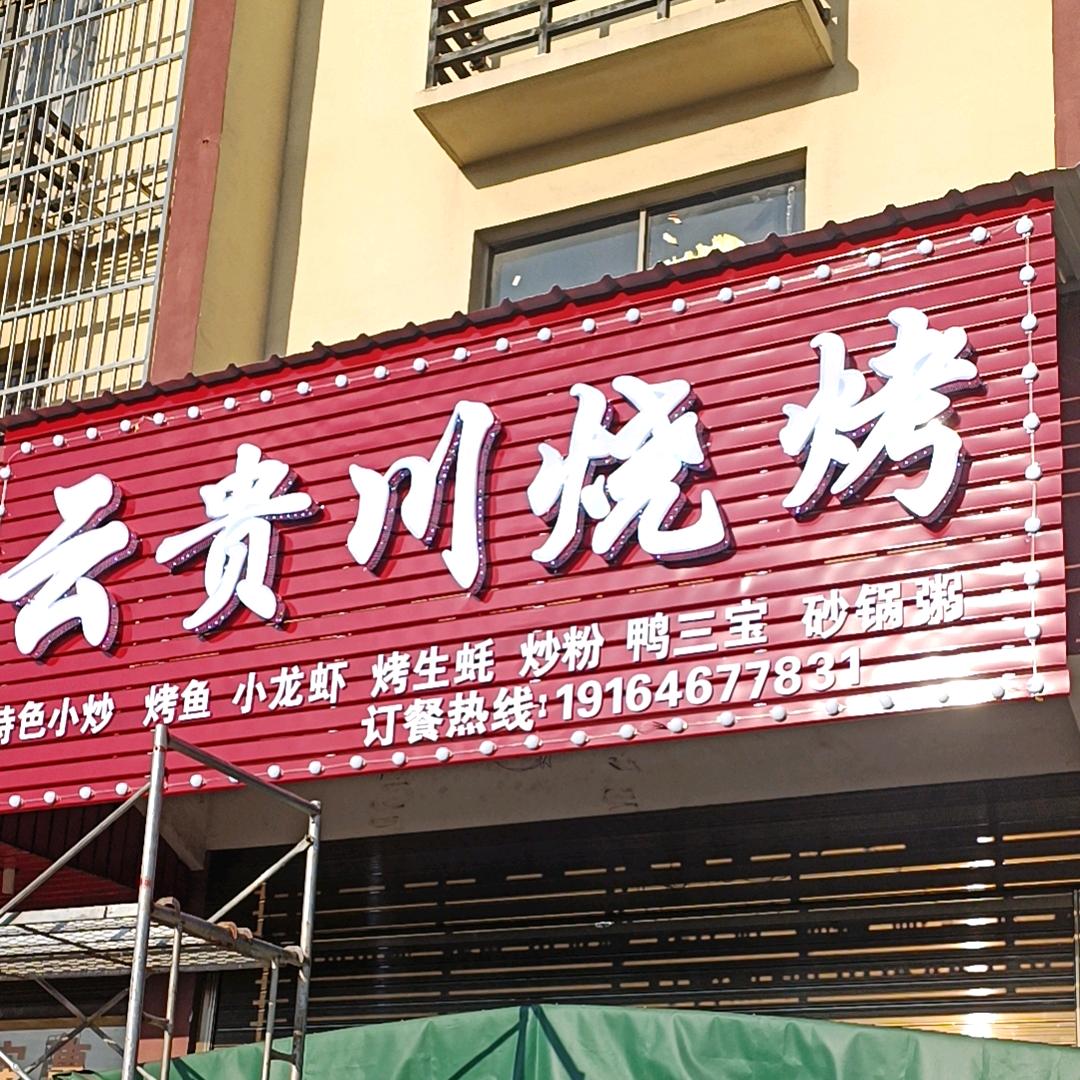 云贵川烧烤
特色小炒 烤鱼 小龙虾 烤生蚝 炒粉 鸭三宝 砂锅粥
订餐热线:19164677831